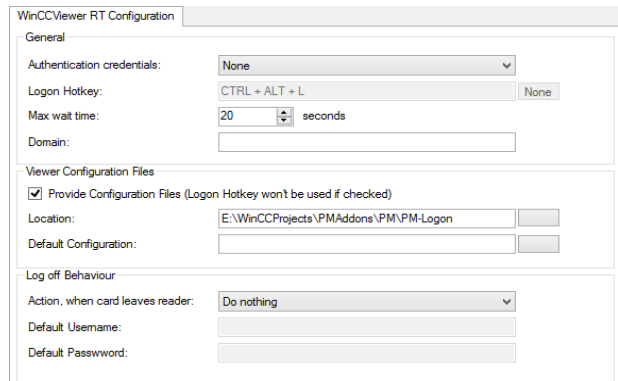 WinCCViewer RT Configuration
General
Authentication credentials: None
Logon Hotkey: CTRL + ALT + L None
Max wait time: 20 seconds
Domain:
Viewer Configuration Files
Provide Configuration Files (Logon Hotkey won't be used if checked)
Location: E:\WinCCProjects\PMAddons\PM\PM-Logon
Default Configuration:
Log off Behaviour
Action, when card leaves reader: Do nothing
Default Username:
Default Passwword: